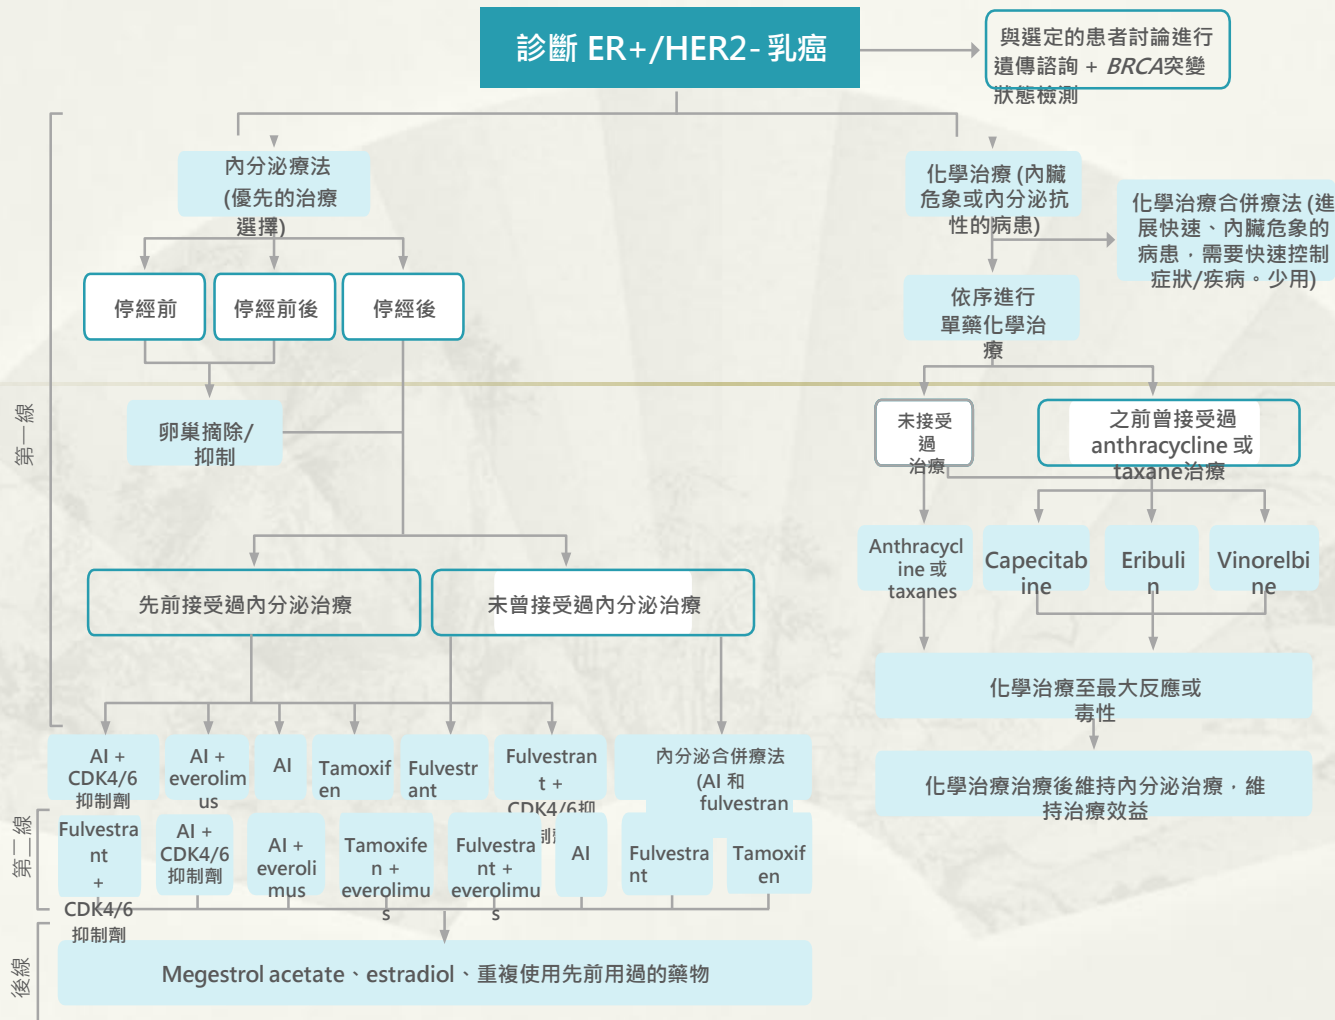 診斷 ER+/HER2- 乳癌
與選定的患者討論進行
遺傳諮詢 + BRCA突變
狀態檢測
內分泌療法
(優先的治療
選擇)
化學治療 (內臟
危象或內分泌抗
性的病患)
化學治療合併療法 (進
展快速、內臟危象的
病患，需要快速控制
症狀/疾病。少用)
停經前
停經前後
停經後
依序進行
單藥化學治
療
第一線
卵巢摘除/
抑制
未接受
過
治療
之前曾接受過
anthracycline 或
taxane治療
Anthracycl
ine 或
taxanes
Capecitab
ine
Eribuli
n
Vinorelbi
ne
先前接受過內分泌治療
未曾接受過內分泌治療
化學治療至最大反應或
毒性
AI +
CDK4/6
抑制劑
AI +
everolim
us
AI
Tamoxif
en
Fulvestr
ant
Fulvestran
t +
CDK4/6抑
制劑
內分泌合併療法
(AI 和
fulvestran
化學治療治療後維持內分泌治療，維
持治療效益
第二線
Fulvestra
nt
+
CDK4/6
抑制劑
AI +
CDK4/6
抑制劑
AI +
everoli
mus
Tamoxife
n +
everolimu
s
Fulvestra
nt +
everolimu
s
AI
Fulvestra
nt
Tamoxif
en
後線
Megestrol acetate、estradiol、重複使用先前用過的藥物